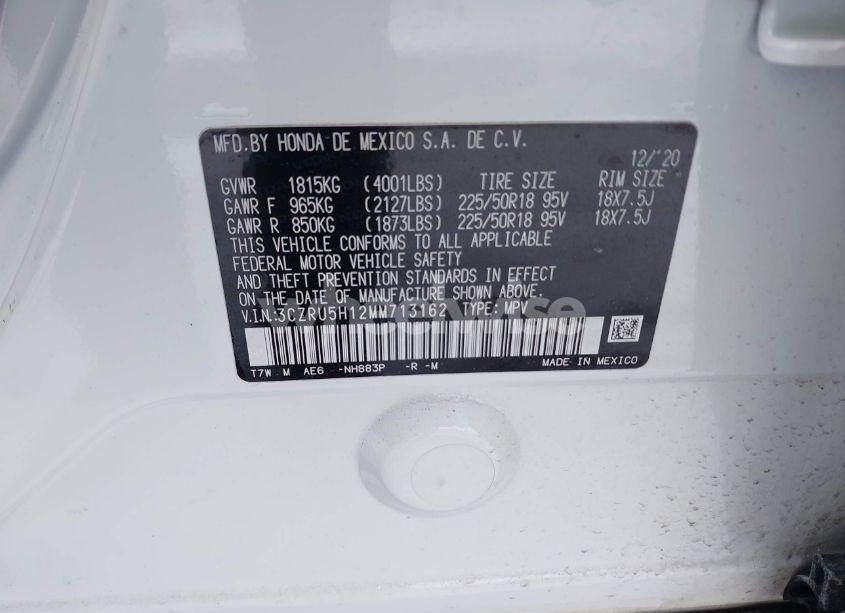 MFD.BY HONDA DE MEXICO S.A. DE C.V.
12/'20
GVWR 1815KG (4001LBS) TIRE SIZE RIM SIZE
GAWR F 965KG (2127LBS) 225/50R18 95V 18X7.5J
GAWR R 850KG (1873LBS) 225/50R18 95V 18X7.5J
THIS VEHICLE CONFORMS TO ALL APPLICABLE
FEDERAL MOTOR VEHICLE SAFETY
AND THEFT PREVENTION STANDARDS IN EFFECT
ON THE DATE OF MANUFACTURE SHOWN ABOVE.
V.I.N.:3CZRU5H12MM713162 TYPE: MPV
T7W M AE6 -NH883P -R -M MADE IN MEXICO